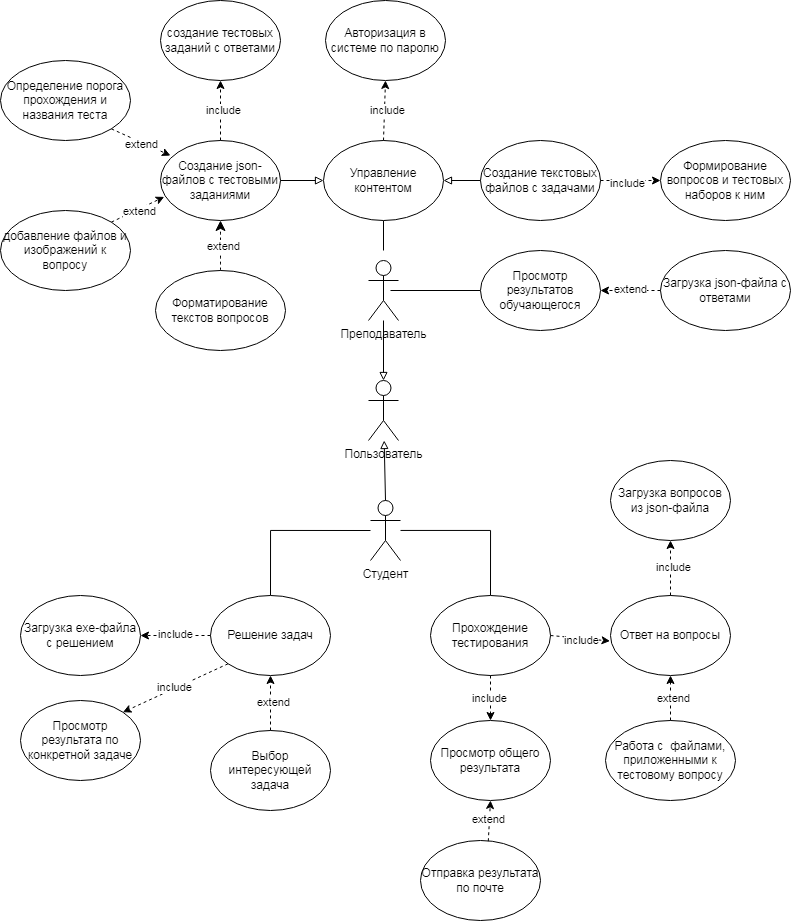 создание тестовых
заданий с ответами
Авторизация в
системе по паролю
Определение порога
прохождения и
названия теста
include
include
extend
Создание json-
файлов с тестовыми
заданиями
Управление
контентом
Создание текстовых
файлов с задачами
include
Формирование
вопросов и тестовых
наборов к ним
extend
добавление файлов и
изображений к
вопросу
extend
Форматирование
текстов вопросов
Просмотр
результатов
обучающегося
extend
Загрузка json-файла с
ответами
Преподаватель
Пользователь
Студент
Загрузка вопросов
из json-файла
include
Загрузка exe-файла
с решением
include
Решение задач
Прохождение
тестирования
include
Ответ на вопросы
include
extend
include
extend
Просмотр
результата по
конкретной задаче
Выбор
интересующей
задача
Просмотр общего
результата
Работа с  файлами,
приложенными к
тестовому вопросу
extend
Отправка результата
по почте